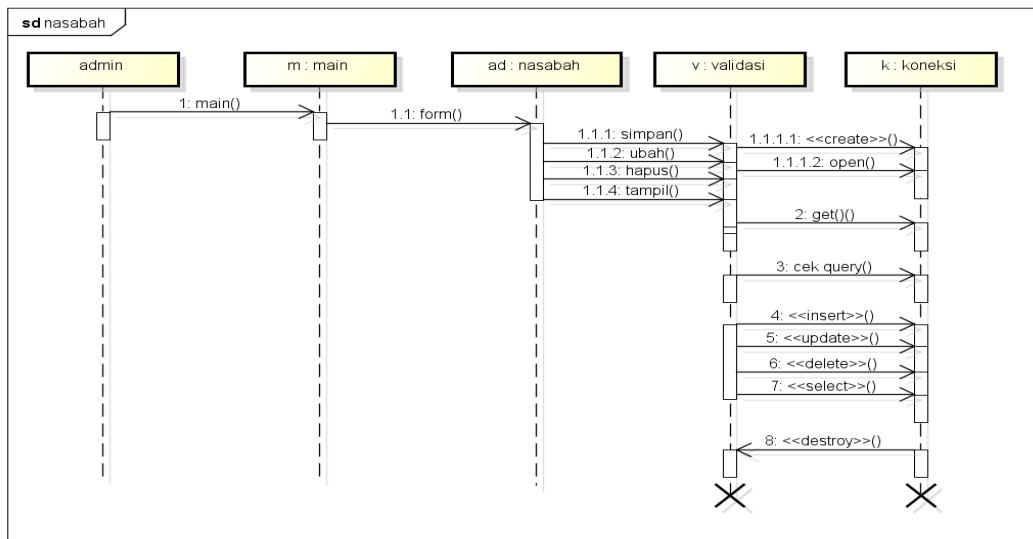 sd nasabah
admin
m : main
ad : nasabah
v : validasi
k : koneksi
1: main()
1.1: form()
1.1.1: simpan()
1.1.1.1: <<create>>()
1.1.2: ubah()
1.1.1.2: open()
1.1.3: hapus()
1.1.4: tampil()
2: get()()
3: cek query()
4: <<insert>>()
5: <<update>>()
6: <<delete>>()
7: <<select>>()
8: <<destroy>>()